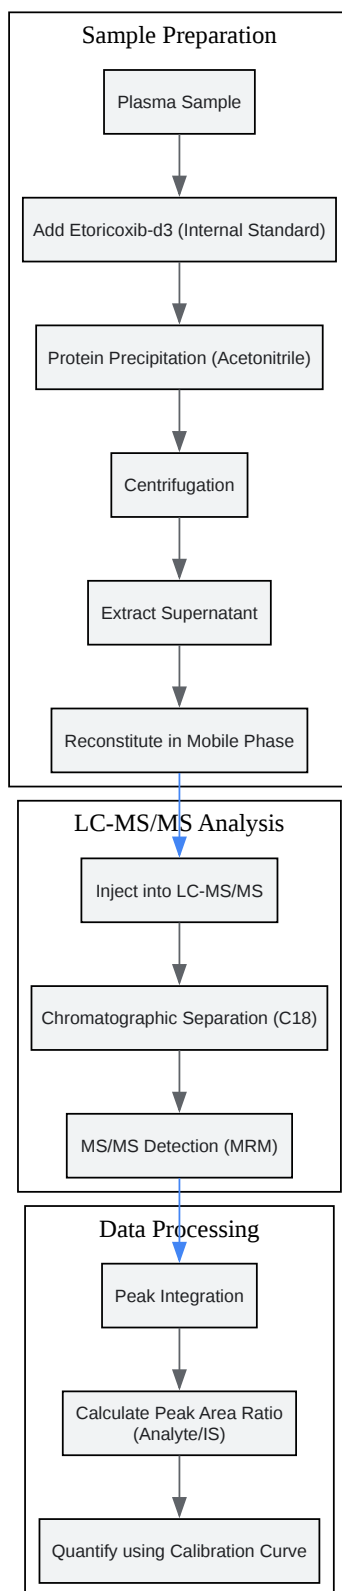 Sample Preparation
Plasma Sample
Add Etoricoxib-d3 (Internal Standard)
Protein Precipitation (Acetonitrile)
Centrifugation
Extract Supernatant
Reconstitute in Mobile Phase
LC-MS/MS Analysis
Inject into LC-MS/MS
Chromatographic Separation (C18)
MS/MS Detection (MRM)
Data Processing
Peak Integration
Calculate Peak Area Ratio
(Analyte/IS)
Quantify using Calibration Curve